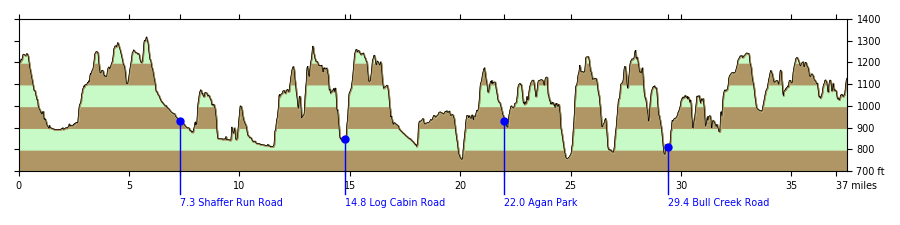 1400
1300
1200
1100
1000
900
800
700 ft
0 5 10 15 20 25 30 35 37 miles
7.3 Shaffer Run Road 14.8 Log Cabin Road 22.0 Agan Park 29.4 Bull Creek Road